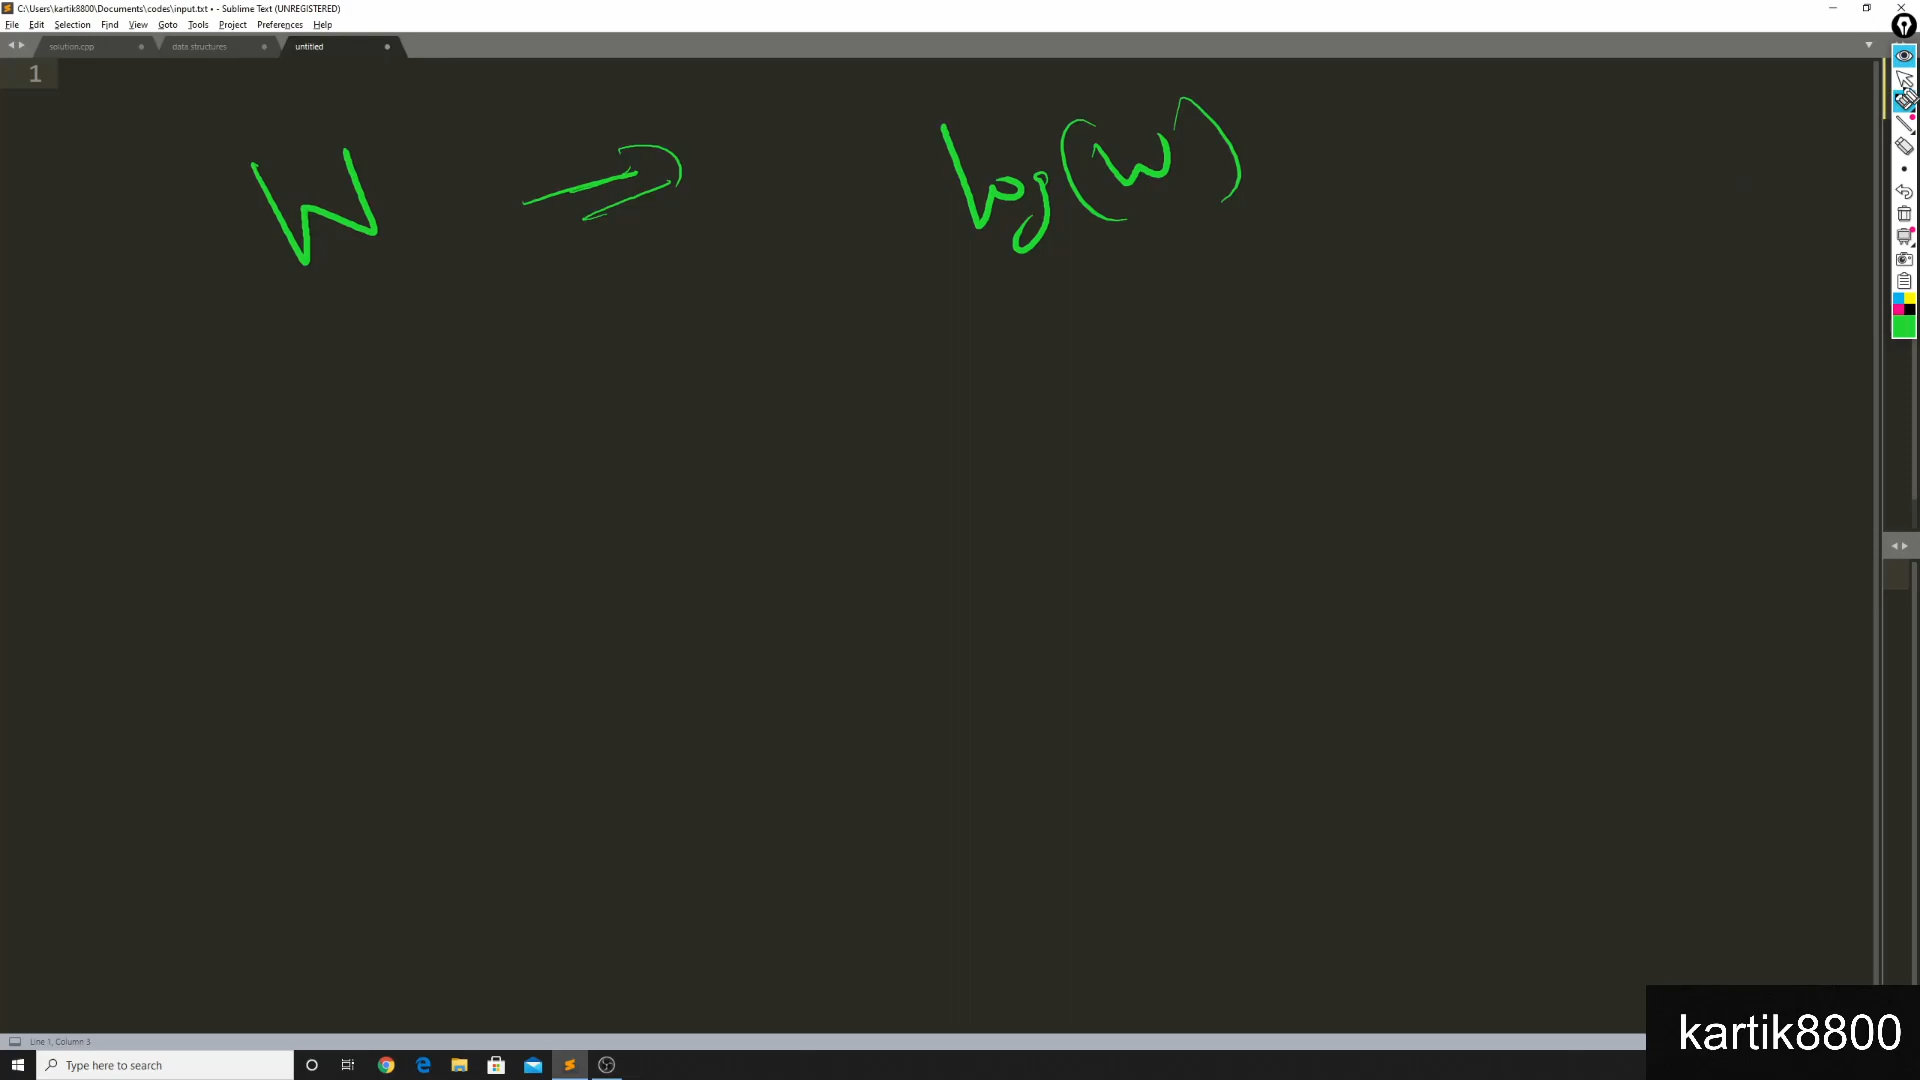 C:\Users\kartik8800\Documents\codes\input.txt • - Sublime Text (UNREGISTERED)
File Edit Selection Find Goto Tools Project Preferences Help
solution.cpp data structures untitled
1
W ⇒ log(W)
Line 1, Column 3
Type here to search
kartik8800